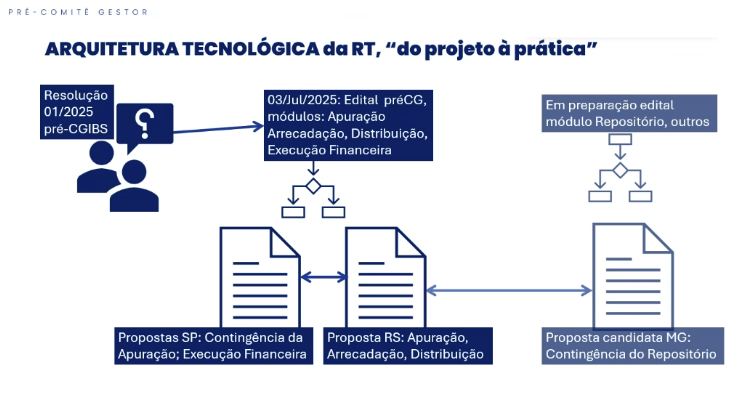 PRÉ-COMITÊ GESTOR
ARQUITETURA TECNOLÓGICA da RT, “do projeto à prática”
Resolução
01/2025
pré-CGIBS
?
03/Jul/2025: Edital préCG,
módulos: Apuração
Arrecadação, Distribuição,
Execução Financeira
Em preparação edital
módulo Repositório, outros
Propostas SP: Contingência da
Apuração; Execução Financeira
Proposta RS: Apuração,
Arrecadação, Distribuição
Proposta candidata MG:
Contingência do Repositório